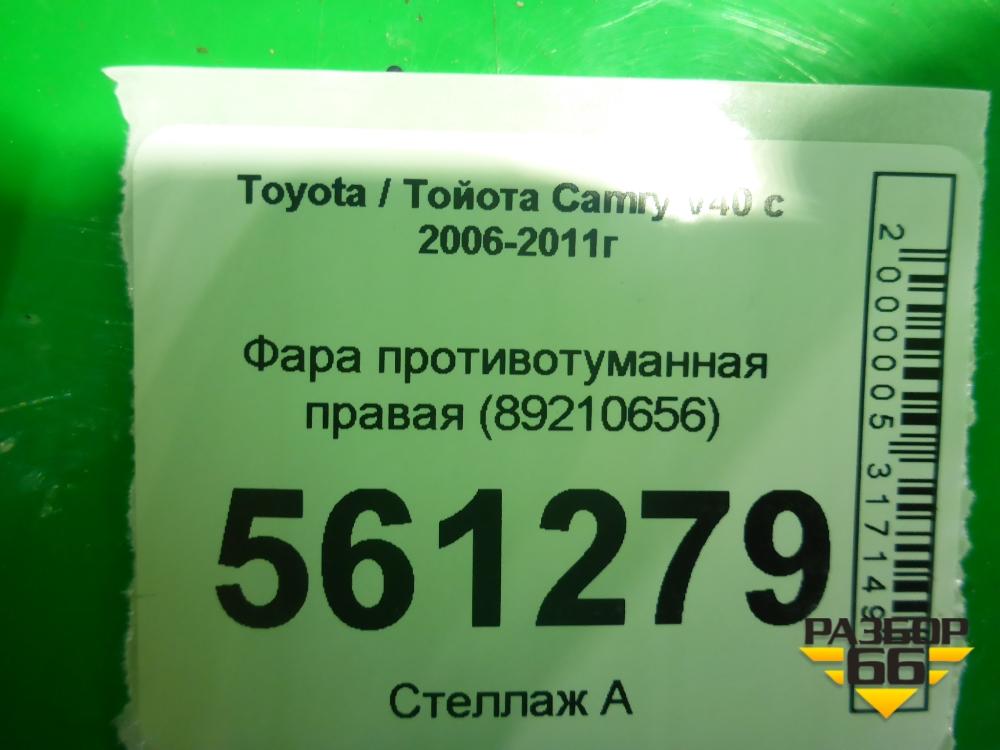 Toyota / Тойота Camry V40 с
2006-2011г
Фара противотуманная
правая (89210656)
561279
Стеллаж А
2000005317149
РАЗБОР
66